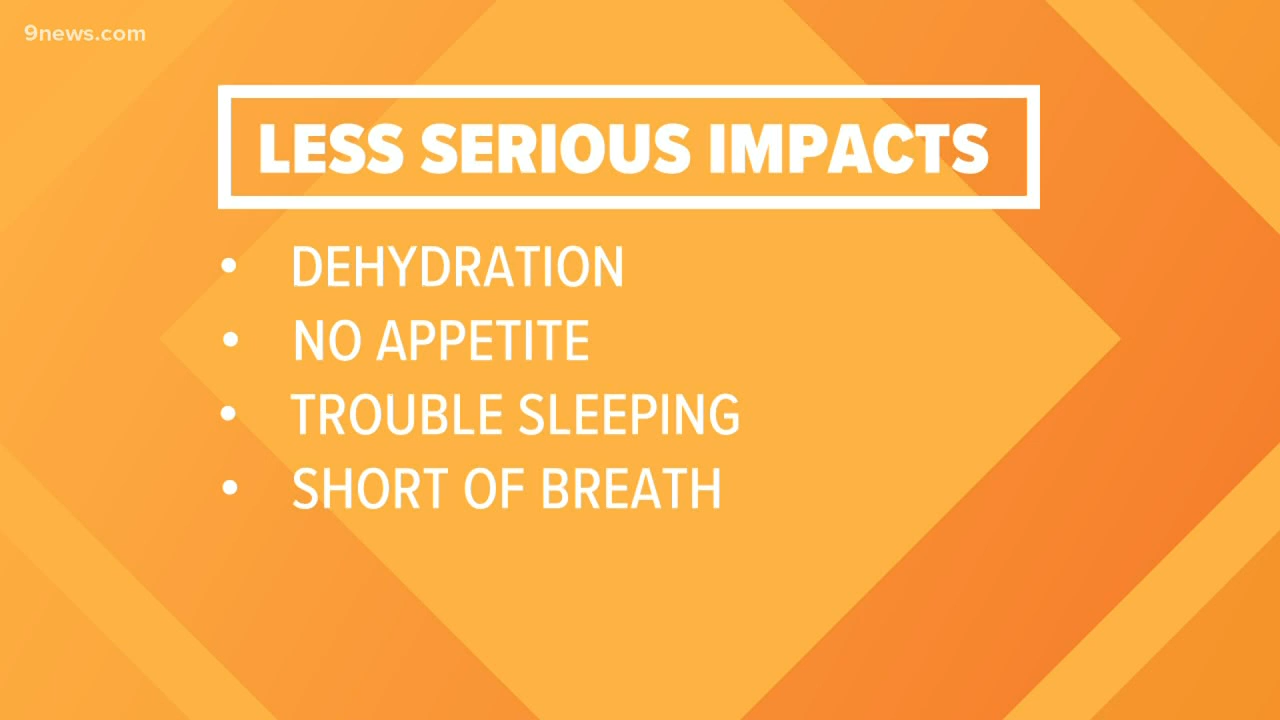 9news.com
LESS SERIOUS IMPACTS
• DEHYDRATION
• NO APPETITE
• TROUBLE SLEEPING
• SHORT OF BREATH